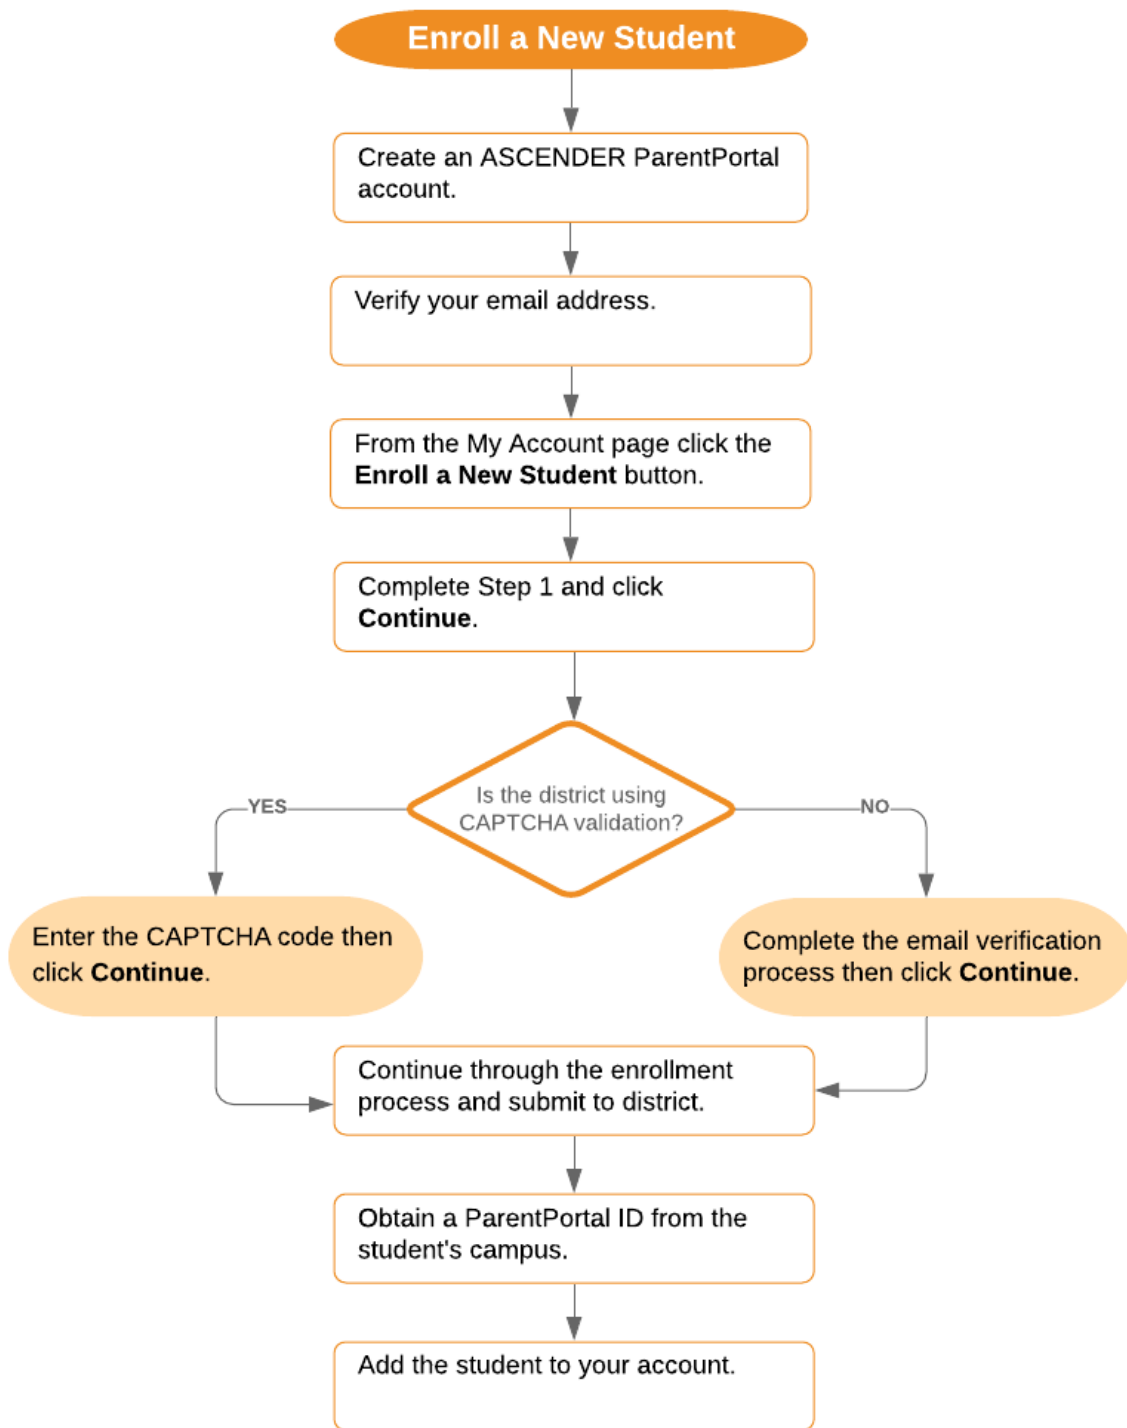 Enroll a New Student
Create an ASCENDER ParentPortal
account.
Verify your email address.
From the My Account page click the
Enroll a New Student button.
Complete Step 1 and click
Continue.
Is the district using
CAPTCHA validation?
YES
NO
Enter the CAPTCHA code then
click Continue.
Complete the email verification
process then click Continue.
Continue through the enrollment
process and submit to district.
Obtain a ParentPortal ID from the
student's campus.
Add the student to your account.